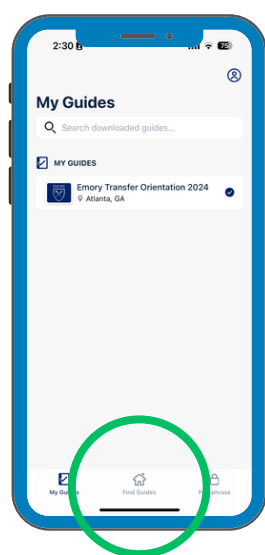 2:30
75
My Guides
Search downloaded guides...
MY GUIDES
Emory Transfer Orientation 2024
Atlanta, GA
My Guides
Find Guides